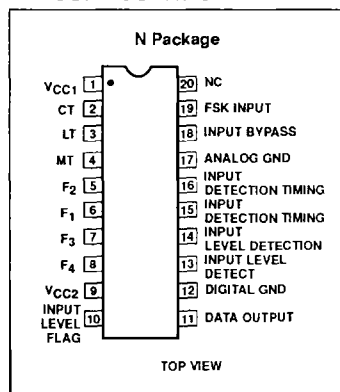 N Package
VCC1 1
CT 2
LT 3
MT 4
F2 5
F1 6
F3 7
F4 8
VCC2 9
INPUT
LEVEL
FLAG 10
20 NC
19 FSK INPUT
18 INPUT BYPASS
17 ANALOG GND
16 INPUT
DETECTION TIMING
15 INPUT
DETECTION TIMING
14 INPUT
LEVEL DETECTION
13 INPUT LEVEL
DETECT
12 DIGITAL GND
11 DATA OUTPUT
TOP VIEW